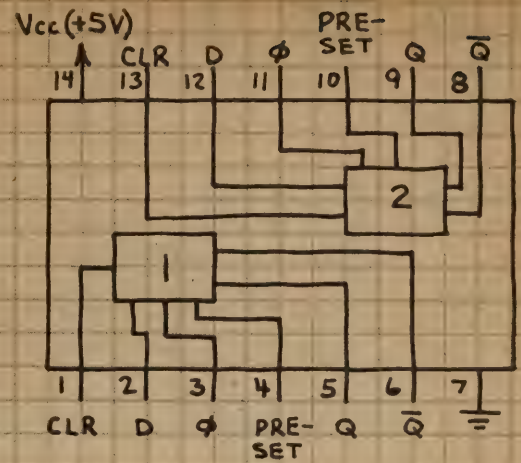 PRE-
Vcc (+5V) SET
CLR D Φ Q Q̅
14 13 12 11 10 9 8
2
1
1 2 3 4 5 6 7
CLR D Φ PRE- Q Q̅
SET